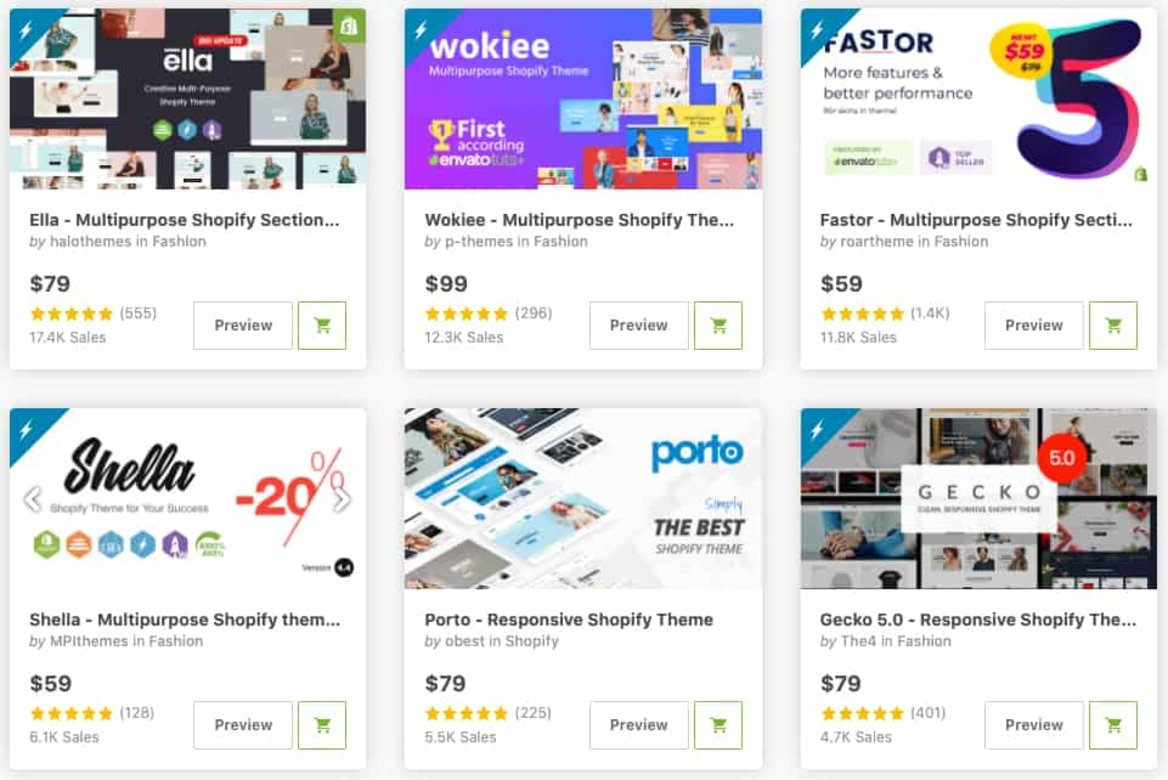 BIG UPDATE
ella
Creative Multi-Purpose
Shopify Theme
Ella - Multipurpose Shopify Section...
by halothemes in Fashion
$79
(555)
17.4K Sales
Preview
wokiee
Multipurpose Shopify Theme
1
First
according
envatotuts+
Wokiee - Multipurpose Shopify The...
by p-themes in Fashion
$99
(296)
12.3K Sales
Preview
FASTOR
NEW!
$59
$79
5
More features &
better performance
95+ skins in theme!
FEATURED BY
envatotuts+
TOP
SELLER
Fastor - Multipurpose Shopify Secti...
by roartheme in Fashion
$59
(1.4K)
11.8K Sales
Preview
Shella
Shopify Theme for Your Success
-20%
Version 4.4
Shella - Multipurpose Shopify them...
by MPIthemes in Fashion
$59
(128)
6.1K Sales
Preview
porto
Simply
THE BEST
SHOPIFY THEME
Porto - Responsive Shopify Theme
by obest in Shopify
$79
(225)
5.5K Sales
Preview
5.0
GECKO
CLEAN, RESPONSIVE SHOPIFY THEME
Gecko 5.0 - Responsive Shopify The...
by The4 in Fashion
$79
(401)
4.7K Sales
Preview